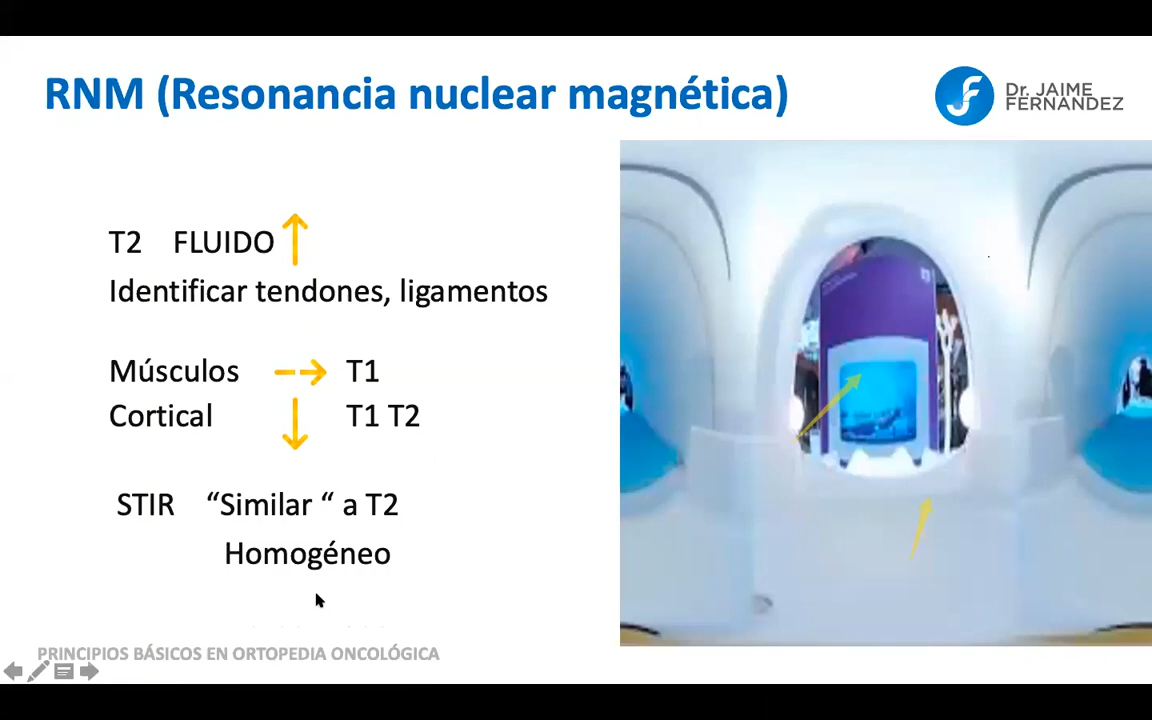 RNM (Resonancia nuclear magnética)
Dr. JAIME
FERNANDEZ
T2 FLUIDO
Identificar tendones, ligamentos
Músculos T1
Cortical T1 T2
STIR “Similar “ a T2
Homogéneo
PRINCIPIOS BÁSICOS EN ORTOPEDIA ONCOLÓGICA